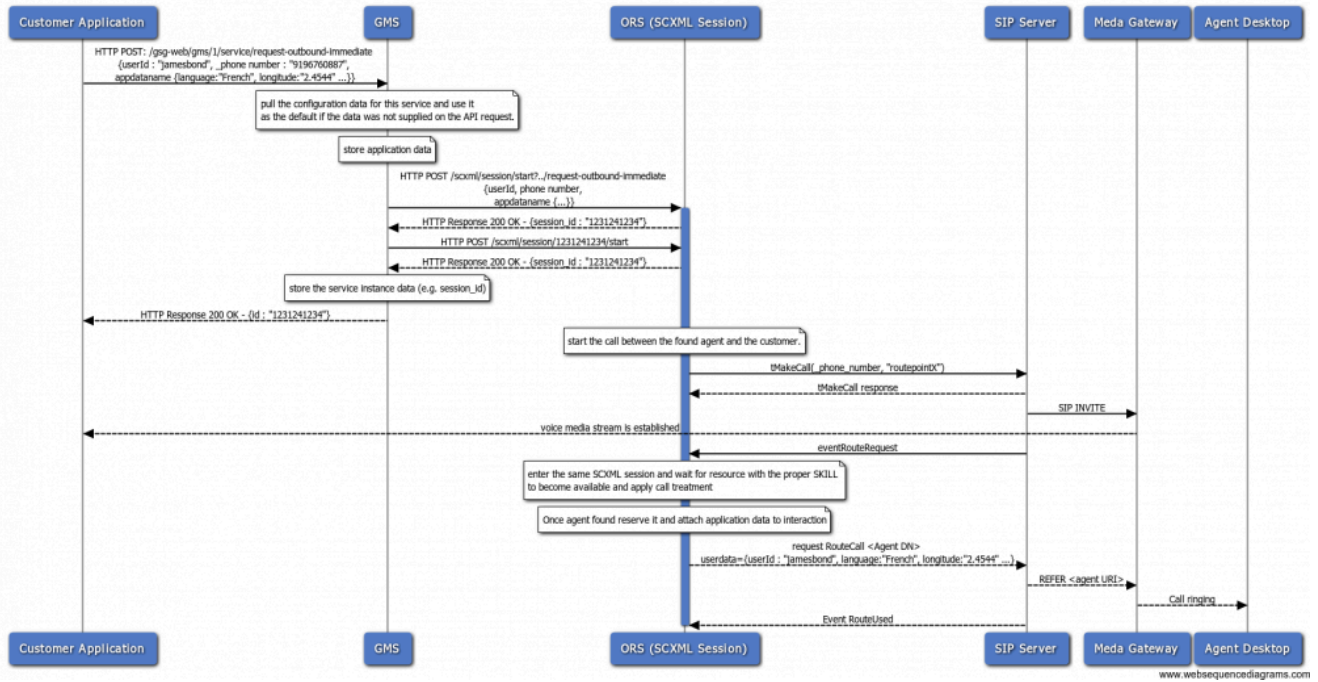 Customer Application
GMS
ORS (SCXML Session)
SIP Server
Meda Gateway
Agent Desktop
HTTP POST: /gsg-web/gms/1/service/request-outbound-immediate
{userId : "jamesbond", _phone number : "9196760887",
appdataname {language:"French", longitude:"2.4544" ...}}
pull the configuration data for this service and use it
as the default if the data was not supplied on the API request.
store application data
HTTP POST /scxml/session/start?../request-outbound-immediate
{userId, phone number,
appdataname {...}}
HTTP Response 200 OK - {session_id : "1231241234"}
HTTP POST /scxml/session/1231241234/start
HTTP Response 200 OK - {session_id : "1231241234"}
store the service instance data (e.g. session_id)
HTTP Response 200 OK - {id : "1231241234"}
start the call between the found agent and the customer.
tMakeCall(_phone_number, "routepointX")
tMakeCall response
SIP INVITE
voice media stream is established
eventRouteRequest
enter the same SCXML session and wait for resource with the proper SKILL
to become available and apply call treatment
Once agent found reserve it and attach application data to interaction
request RouteCall <Agent DN>
userdata={userId : "jamesbond", language:"French", longitude:"2.4544" ...}
REFER <agent URI>
Call ringing
Event RouteUsed
Customer Application
GMS
ORS (SCXML Session)
SIP Server
Meda Gateway
Agent Desktop
www.websequencediagrams.com